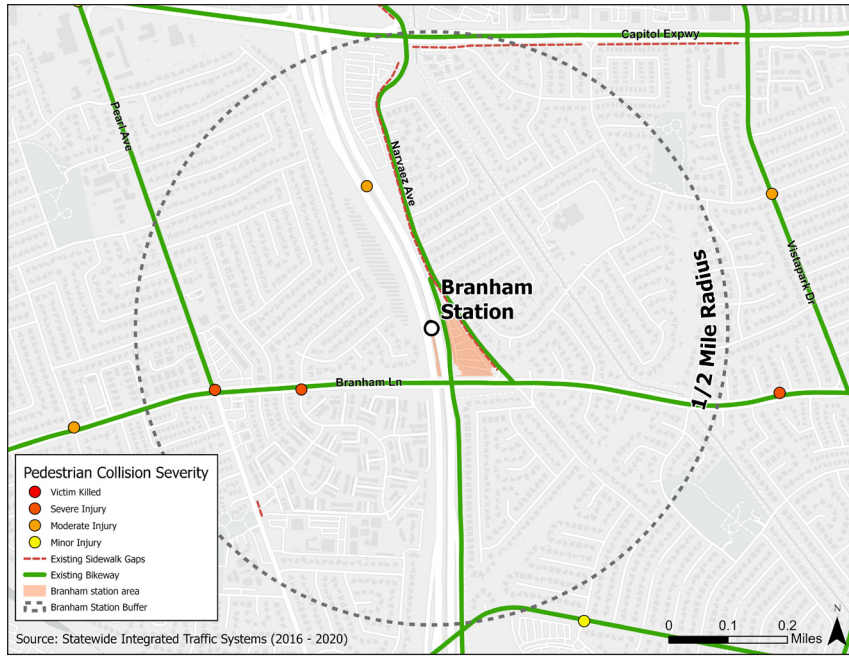 Capitol Expwy
Pearl Ave
Narvaez Ave
Vistapark Dr
Branham
Station
1/2 Mile Radius
Branham Ln
Pedestrian Collision Severity
Victim Killed
Severe Injury
Moderate Injury
Minor Injury
Existing Sidewalk Gaps
Existing Bikeway
Branham station area
Branham Station Buffer
Source: Statewide Integrated Traffic Systems (2016 - 2020)
0 0.1 0.2
Miles
N